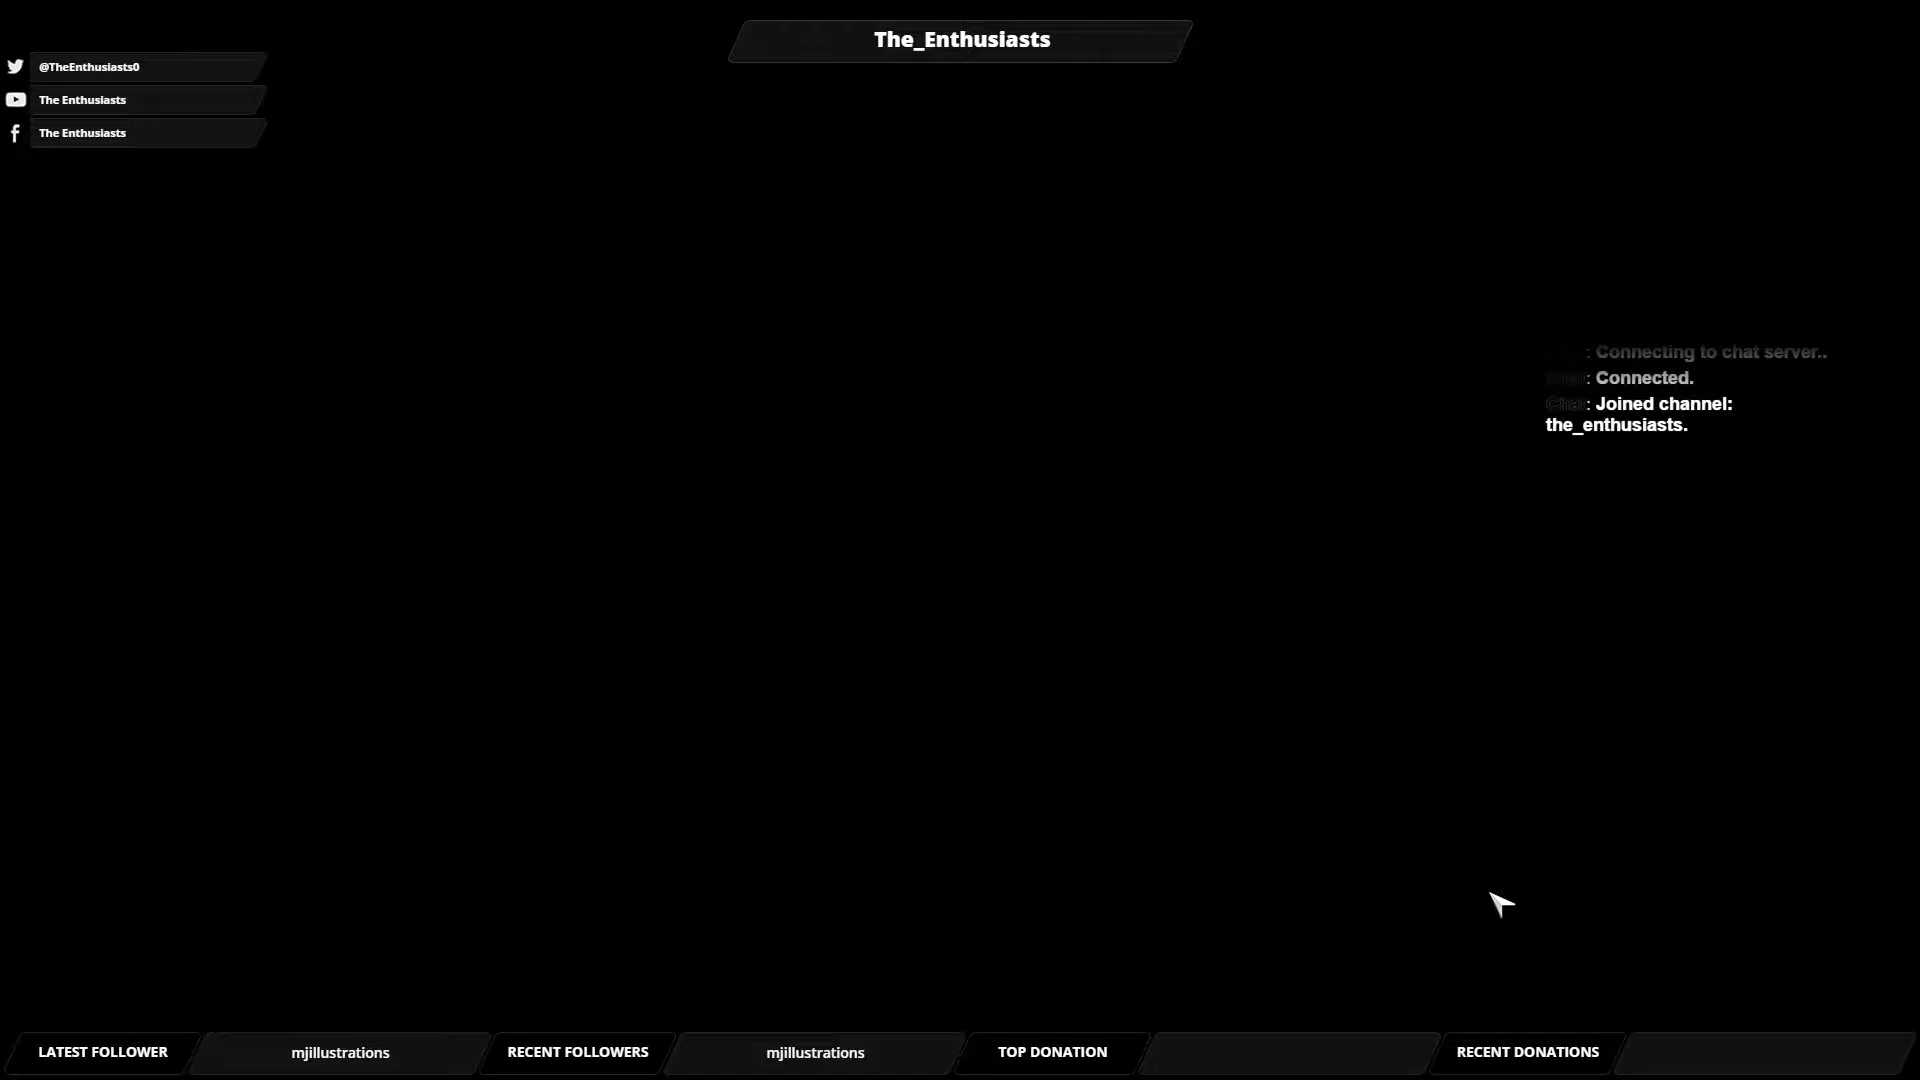 The_Enthusiasts
@TheEnthusiasts0
The Enthusiasts
The Enthusiasts
: Connecting to chat server..
: Connected.
Chat: Joined channel:
the_enthusiasts.
LATEST FOLLOWER mjillustrations RECENT FOLLOWERS mjillustrations TOP DONATION RECENT DONATIONS